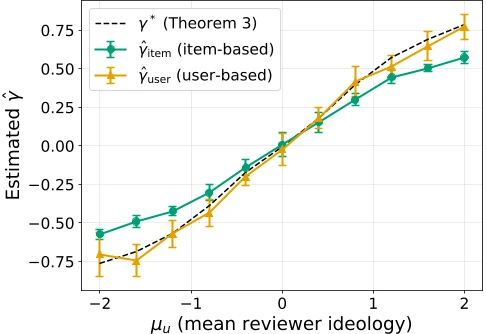 γ* (Theorem 3)
γ̂item (item-based)
γ̂user (user-based)
Estimated γ̂
0.75
0.50
0.25
0.00
−0.25
−0.50
−0.75
−2 −1 0 1 2
μu (mean reviewer ideology)